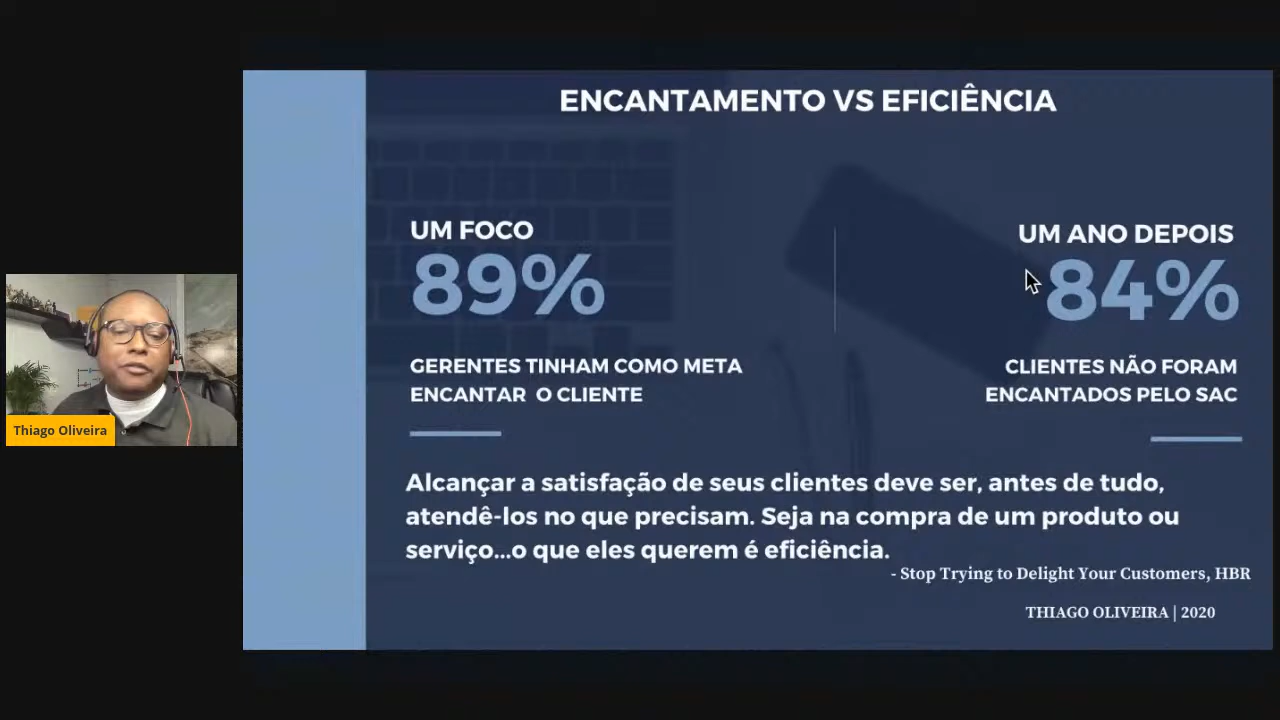 ENCANTAMENTO VS EFICIÊNCIA
UM FOCO
89%
GERENTES TINHAM COMO META
ENCANTAR O CLIENTE
UM ANO DEPOIS
84%
CLIENTES NÃO FORAM
ENCANTADOS PELO SAC
Alcançar a satisfação de seus clientes deve ser, antes de tudo,
atendê-los no que precisam. Seja na compra de um produto ou
serviço...o que eles querem é eficiência.
- Stop Trying to Delight Your Customers, HBR
THIAGO OLIVEIRA | 2020
Thiago Oliveira